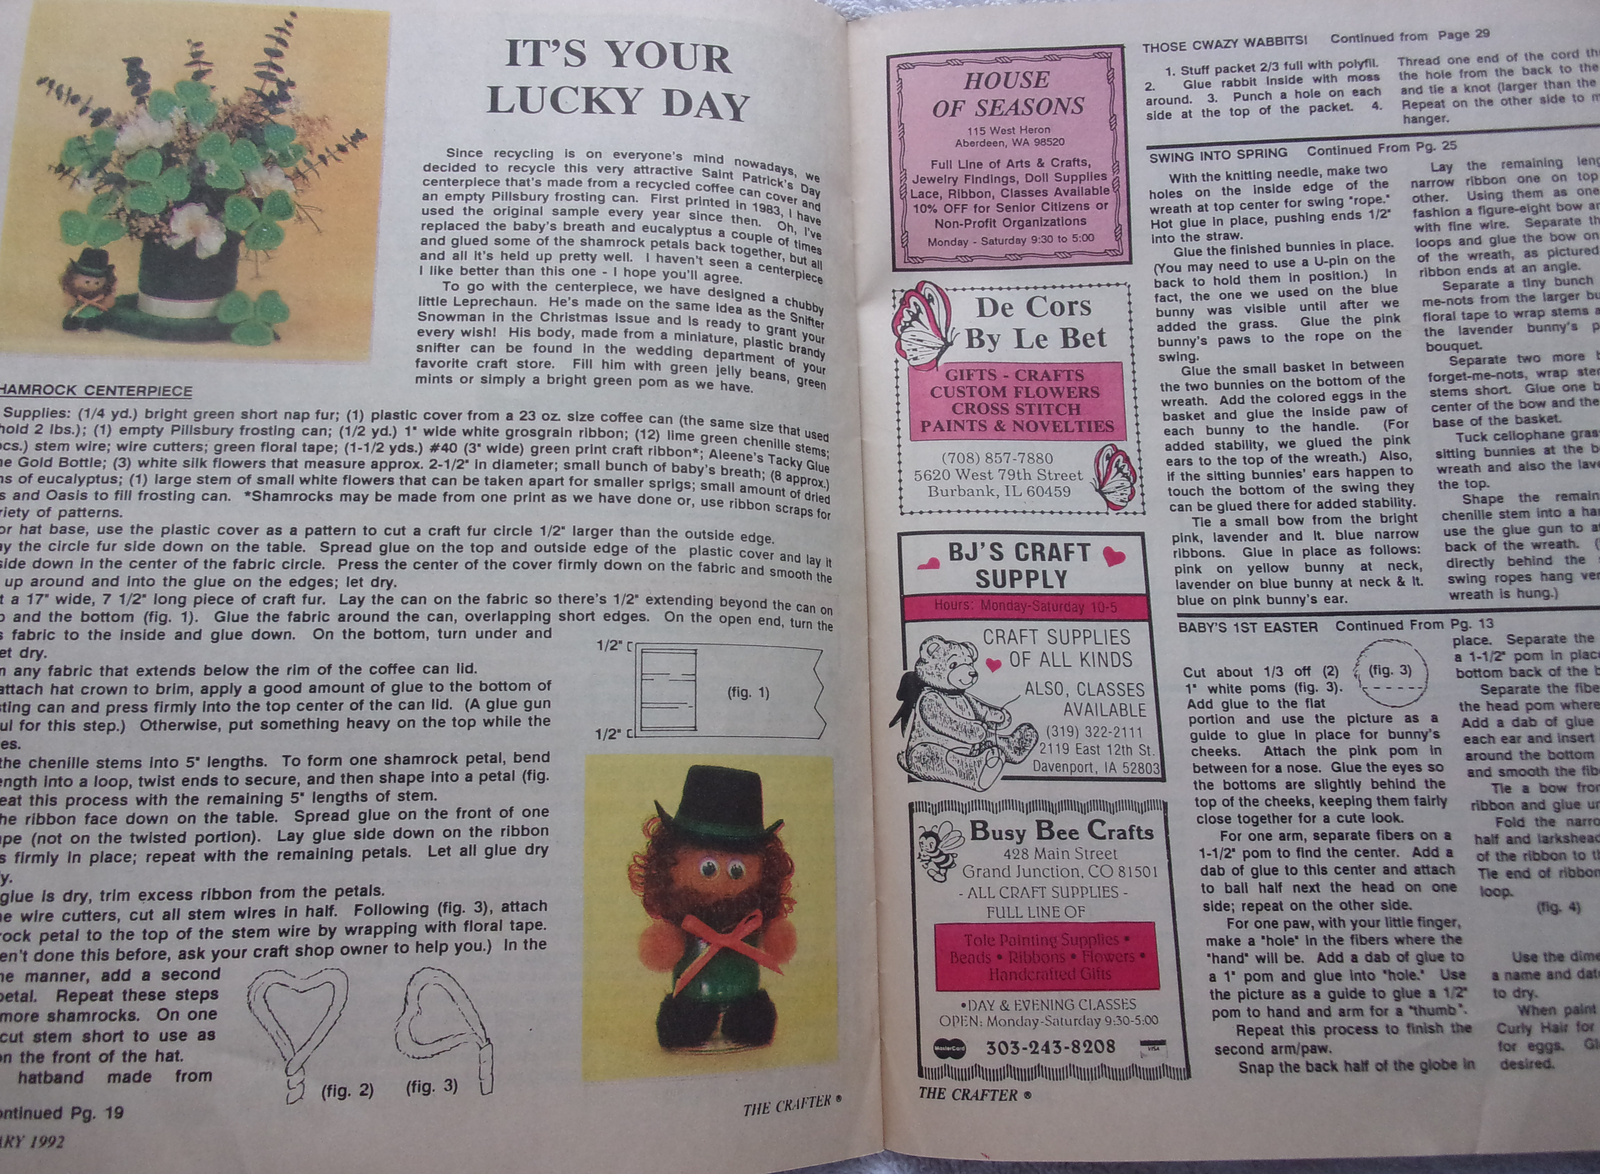 IT'S YOUR
LUCKY DAY
Since recycling is on everyone's mind nowadays, we
decided to recycle this very attractive Saint Patrick's Day
centerpiece that's made from a recycled coffee can cover and
an empty Pillsbury frosting can. First printed in 1983, I have
used the original sample every year since then. Oh, I've
replaced the baby's breath and eucalyptus a couple of times
and glued some of the shamrock petals back together, but all
and all it's held up pretty well. I haven't seen a centerpiece
I like better than this one - I hope you'll agree.
To go with the centerpiece, we have designed a chubby
little Leprechaun. He's made on the same idea as the Snifter
Snowman in the Christmas issue and is ready to grant your
every wish! His body, made from a miniature, plastic brandy
snifter can be found in the wedding department of your
favorite craft store. Fill him with green jelly beans, green
mints or simply a bright green pom as we have.
HAMROCK CENTERPIECE
Supplies: (1/4 yd.) bright green short nap fur; (1) plastic cover from a 23 oz. size coffee can (the same size that used
hold 2 lbs.); (1) empty Pillsbury frosting can; (1/2 yd.) 1" wide white grosgrain ribbon; (12) lime green chenille stems;
pcs.) stem wire; wire cutters; green floral tape; (1-1/2 yds.) #40 (3" wide) green print craft ribbon*; Aleene's Tacky Glue
ne Gold Bottle; (3) white silk flowers that measure approx. 2-1/2" in diameter; small bunch of baby's breath; (8 approx.)
ns of eucalyptus; (1) large stem of small white flowers that can be taken apart for smaller sprigs; small amount of dried
s and Oasis to fill frosting can. *Shamrocks may be made from one print as we have done or, use ribbon scraps for
riety of patterns.
or hat base, use the plastic cover as a pattern to cut a craft fur circle 1/2" larger than the outside edge.
ay the circle fur side down on the table. Spread glue on the top and outside edge of the plastic cover and lay it
side down in the center of the fabric circle. Press the center of the cover firmly down on the fabric and smooth the
up around and into the glue on the edges; let dry.
t a 17" wide, 7 1/2" long piece of craft fur. Lay the can on the fabric so there's 1/2" extending beyond the can on
p and the bottom (fig. 1). Glue the fabric around the can, overlapping short edges. On the open end, turn the
s fabric to the inside and glue down. On the bottom, turn under and
et dry.
n any fabric that extends below the rim of the coffee can lid.
attach hat crown to brim, apply a good amount of glue to the bottom of
sting can and press firmly into the top center of the can lid. (A glue gun
ful for this step.) Otherwise, put something heavy on the top while the
es.
the chenille stems into 5" lengths. To form one shamrock petal, bend
ength into a loop, twist ends to secure, and then shape into a petal (fig.
eat this process with the remaining 5" lengths of stem.
he ribbon face down on the table. Spread glue on the front of one
ape (not on the twisted portion). Lay glue side down on the ribbon
s firmly in place; repeat with the remaining petals. Let all glue dry
y.
glue is dry, trim excess ribbon from the petals.
ne wire cutters, cut all stem wires in half. Following (fig. 3), attach
rock petal to the top of the stem wire by wrapping with floral tape.
en't done this before, ask your craft shop owner to help you.) In the
ne manner, add a second
petal. Repeat these steps
more shamrocks. On one
cut stem short to use as
on the front of the hat.
hatband made from
ontinued Pg. 19
ARY 1992
1/2"
(fig. 1)
1/2"
(fig. 2)
(fig. 3)
THE CRAFTER ®
HOUSE
OF SEASONS
115 West Heron
Aberdeen, WA 98520
Full Line of Arts & Crafts,
Jewelry Findings, Doll Supplies
Lace, Ribbon, Classes Available
10% OFF for Senior Citizens or
Non-Profit Organizations
Monday - Saturday 9:30 to 5:00
De Cors
By Le Bet
GIFTS - CRAFTS
CUSTOM FLOWERS
CROSS STITCH
PAINTS & NOVELTIES
(708) 857-7880
5620 West 79th Street
Burbank, IL 60459
BJ'S CRAFT
SUPPLY
Hours: Monday-Saturday 10-5
CRAFT SUPPLIES
OF ALL KINDS
ALSO, CLASSES
AVAILABLE
(319) 322-2111
2119 East 12th St.
Davenport, IA 52803
Busy Bee Crafts
428 Main Street
Grand Junction, CO 81501
- ALL CRAFT SUPPLIES -
FULL LINE OF
Tole Painting Supplies •
Beads • Ribbons • Flowers •
Handcrafted Gifts
•DAY & EVENING CLASSES
OPEN: Monday-Saturday 9:30-5:00
MasterCard
303-243-8208
VISA
THE CRAFTER ®
THOSE CWAZY WABBITS! Continued from Page 29
1. Stuff packet 2/3 full with polyfil.
2. Glue rabbit inside with moss
around. 3. Punch a hole on each
side at the top of the packet. 4.
Thread one end of the cord th
the hole from the back to the
and tie a knot (larger than the
Repeat on the other side to m
hanger.
SWING INTO SPRING Continued From Pg. 25
With the knitting needle, make two
holes on the inside edge of the
wreath at top center for swing "rope."
Hot glue in place, pushing ends 1/2"
into the straw.
Glue the finished bunnies in place.
(You may need to use a U-pin on the
back to hold them in position.) In
fact, the one we used on the blue
bunny was visible until after we
added the grass. Glue the pink
bunny's paws to the rope on the
swing.
Glue the small basket in between
the two bunnies on the bottom of the
wreath. Add the colored eggs in the
basket and glue the inside paw of
each bunny to the handle. (For
added stability, we glued the pink
ears to the top of the wreath.) Also,
if the sitting bunnies' ears happen to
touch the bottom of the swing they
can be glued there for added stability.
Tie a small bow from the bright
pink, lavender and lt. blue narrow
ribbons. Glue in place as follows:
pink on yellow bunny at neck,
lavender on blue bunny at neck & lt.
blue on pink bunny's ear.
Lay the remaining leng
narrow ribbon one on top
other. Using them as one
fashion a figure-eight bow a
with fine wire. Separate th
loops and glue the bow on
of the wreath, as pictured
ribbon ends at an angle.
Separate a tiny bunch
me-nots from the larger bu
floral tape to wrap stems a
the lavender bunny's p
bouquet.
Separate two more b
forget-me-nots, wrap ste
stems short. Glue one b
center of the bow and the
base of the basket.
Tuck cellophane gras
sitting bunnies at the b
wreath and also the lav
the top.
Shape the remain
chenille stem into a ha
use the glue gun to a
back of the wreath. (
directly behind the
swing ropes hang ver
wreath is hung.)
BABY'S 1ST EASTER Continued From Pg. 13
Cut about 1/3 off (2)
1" white poms (fig. 3).
Add glue to the flat
portion and use the picture as a
guide to glue in place for bunny's
cheeks. Attach the pink pom in
between for a nose. Glue the eyes so
the bottoms are slightly behind the
top of the cheeks, keeping them fairly
close together for a cute look.
For one arm, separate fibers on a
1-1/2" pom to find the center. Add a
dab of glue to this center and attach
to ball half next the head on one
side; repeat on the other side.
For one paw, with your little finger,
make a "hole" in the fibers where the
"hand" will be. Add a dab of glue to
a 1" pom and glue into "hole." Use
the picture as a guide to glue a 1/2"
pom to hand and arm for a "thumb".
Repeat this process to finish the
second arm/paw.
Snap the back half of the globe in
(fig. 3)
place. Separate the
a 1-1/2" pom in plac
bottom back of the b
Separate the fibe
the head pom where
Add a dab of glue
each ear and insert
around the bottom
and smooth the fib
Tie a bow fro
ribbon and glue u
Fold the narro
half and larkshead
of the ribbon to t
Tie end of ribbon
loop.
(fig. 4)
Use the dime
a name and dat
to dry.
When paint
Curly Hair for
for eggs. Gl
desired.